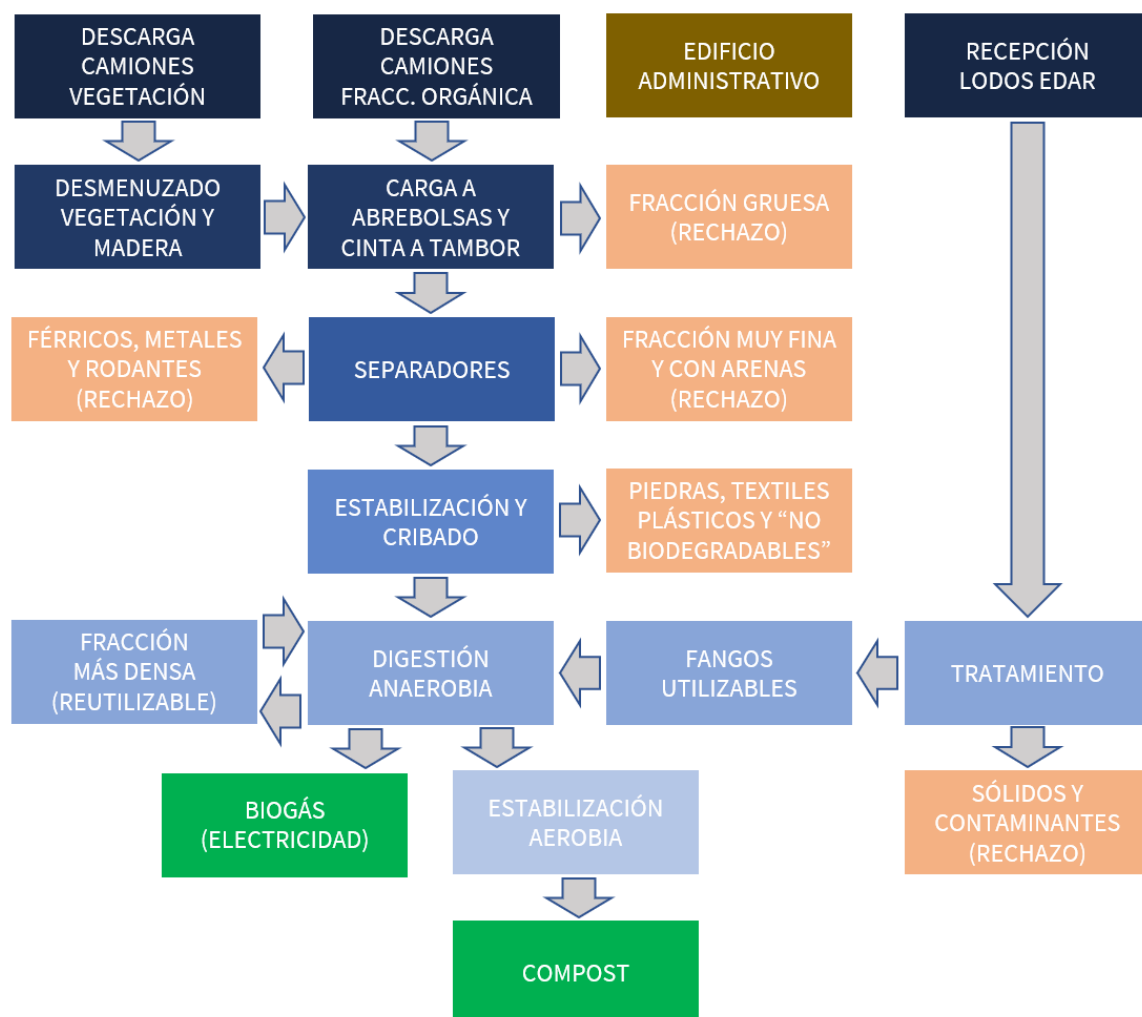 DESCARGA
CAMIONES
VEGETACIÓN
DESCARGA
CAMIONES
FRACC. ORGÁNICA
EDIFICIO
ADMINISTRATIVO
RECEPCIÓN
LODOS EDAR
DESMENUZADO
VEGETACIÓN Y
MADERA
CARGA A
ABREBOLSAS Y
CINTA A TAMBOR
FRACCIÓN GRUESA
(RECHAZO)
FÉRRICOS, METALES
Y RODANTES
(RECHAZO)
SEPARADORES
FRACCIÓN MUY FINA
Y CON ARENAS
(RECHAZO)
ESTABILIZACIÓN Y
CRIBADO
PIEDRAS, TEXTILES
PLÁSTICOS Y “NO
BIODEGRADABLES”
FRACCIÓN
MÁS DENSA
(REUTILIZABLE)
DIGESTIÓN
ANAEROBIA
FANGOS
UTILIZABLES
TRATAMIENTO
BIOGÁS
(ELECTRICIDAD)
ESTABILIZACIÓN
AEROBIA
SÓLIDOS Y
CONTAMINANTES
(RECHAZO)
COMPOST